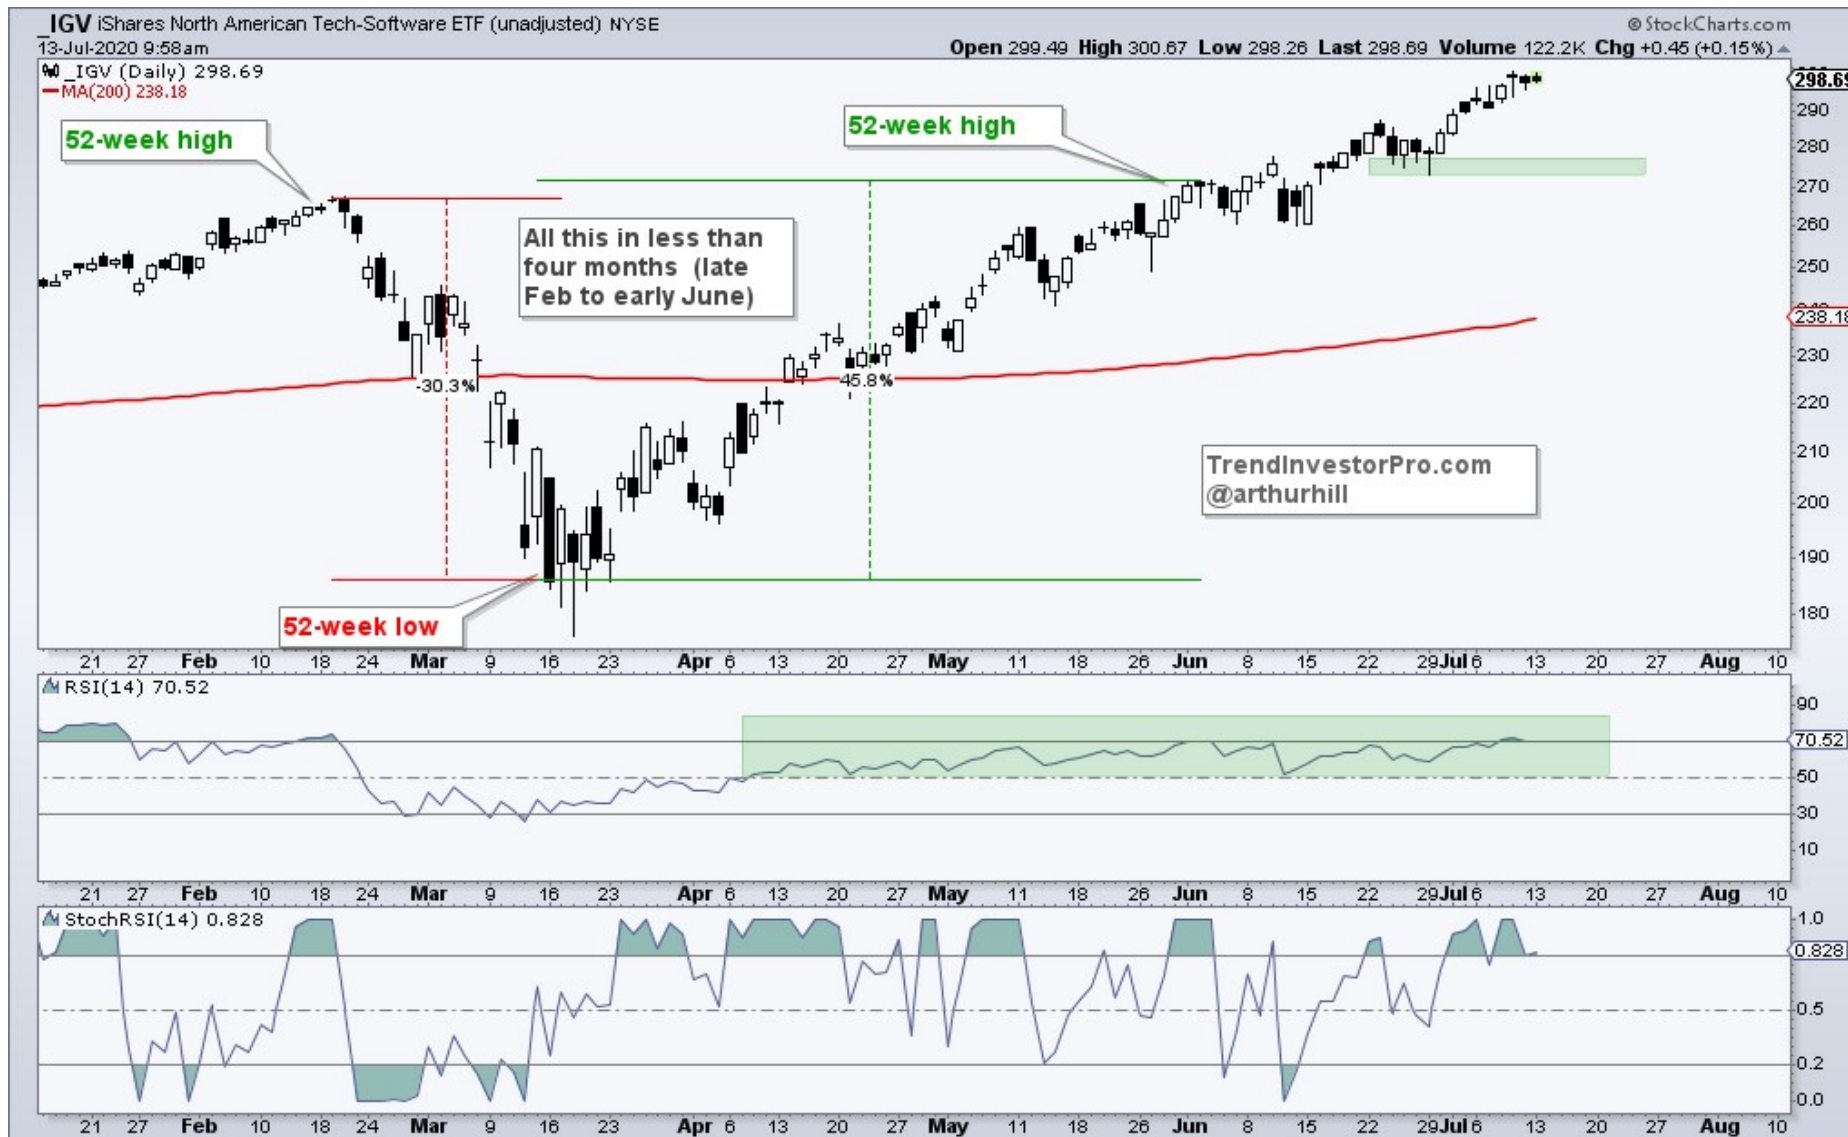 _IGV iShares North American Tech-Software ETF (unadjusted) NYSE
© StockCharts.com
13-Jul-2020 9:58am
Open 299.49 High 300.67 Low 298.26 Last 298.69 Volume 122.2K Chg +0.45 (+0.15%)
_IGV (Daily) 298.69
MA(200) 238.18
52-week high
52-week high
All this in less than
four months (late
Feb to early June)
-30.3%
45.8%
TrendInvestorPro.com
@arthurhill
52-week low
298.69
290
280
270
260
250
238.18
230
220
210
200
190
180
21 27 Feb 10 18 24 Mar 9 16 23 Apr 6 13 20 27 May 11 18 26 Jun 8 15 22 29 Jul 6 13 20 27 Aug 10
RSI(14) 70.52
90
70.52
50
30
10
21 27 Feb 10 18 24 Mar 9 16 23 Apr 6 13 20 27 May 11 18 26 Jun 8 15 22 29 Jul 6 13 20 27 Aug 10
StochRSI(14) 0.828
1.0
0.828
0.5
0.2
0.0
21 27 Feb 10 18 24 Mar 9 16 23 Apr 6 13 20 27 May 11 18 26 Jun 8 15 22 29 Jul 6 13 20 27 Aug 10